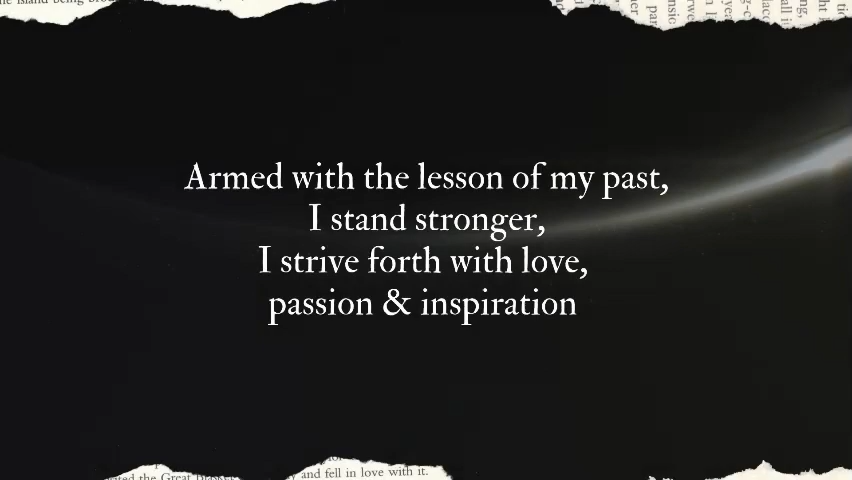 Armed with the lesson of my past,
I stand stronger,
I strive forth with love,
passion & inspiration
and fell in love with it.